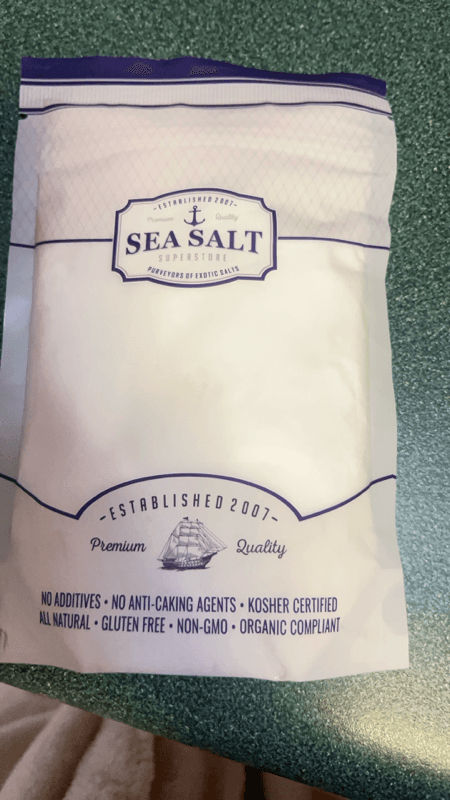 -ESTABLISHED 2007-
Premium Quality
SEA SALT
SUPERSTORE
PURVEYORS OF EXOTIC SALTS
-ESTABLISHED 2007-
Premium Quality
NO ADDITIVES • NO ANTI-CAKING AGENTS • KOSHER CERTIFIED
ALL NATURAL • GLUTEN FREE • NON-GMO • ORGANIC COMPLIANT